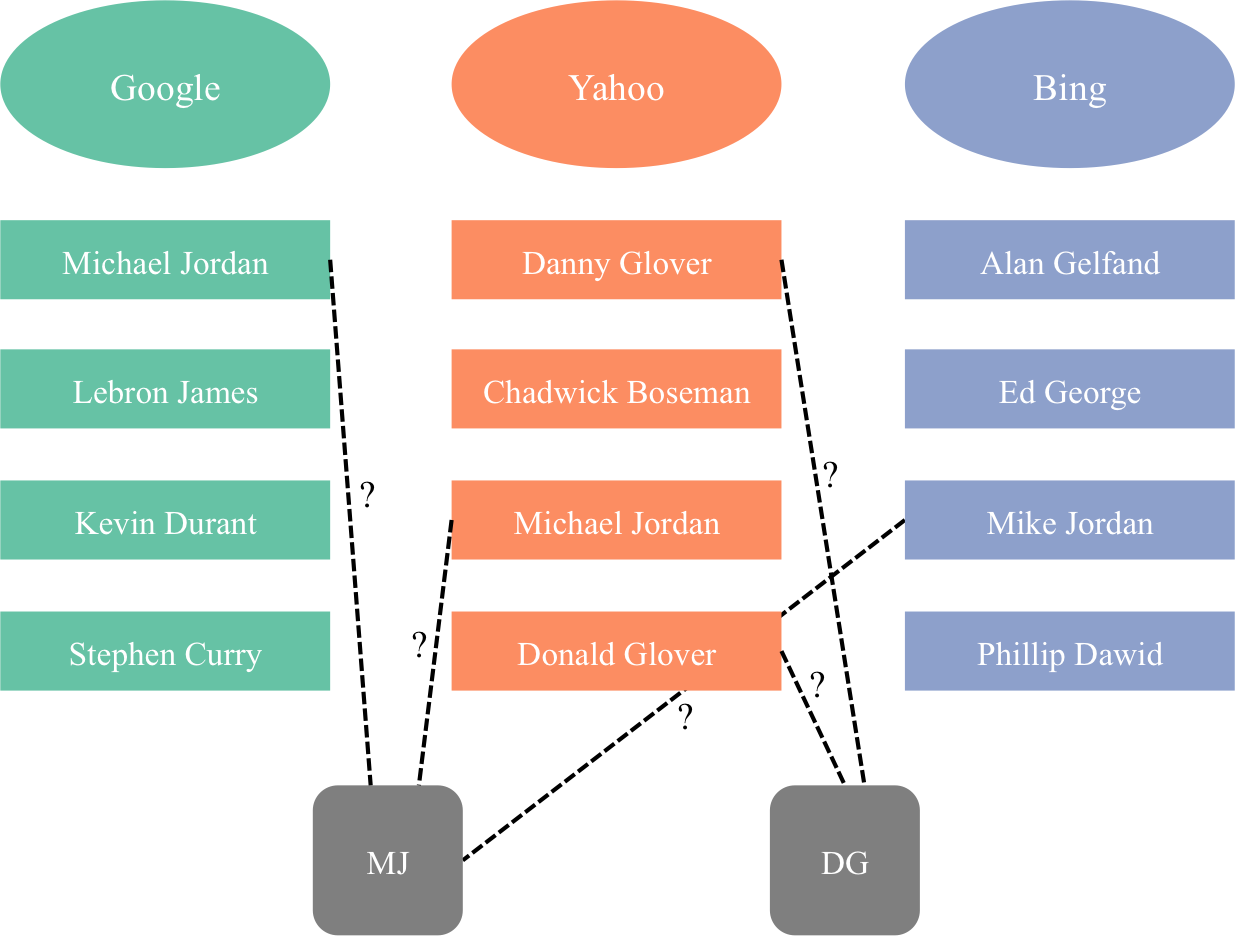 Google
Yahoo
Bing
Michael Jordan
Danny Glover
Alan Gelfand
Lebron James
Chadwick Boseman
Ed George
?
?
Kevin Durant
Michael Jordan
Mike Jordan
?
Stephen Curry
Donald Glover
Phillip Dawid
?
?
MJ
DG